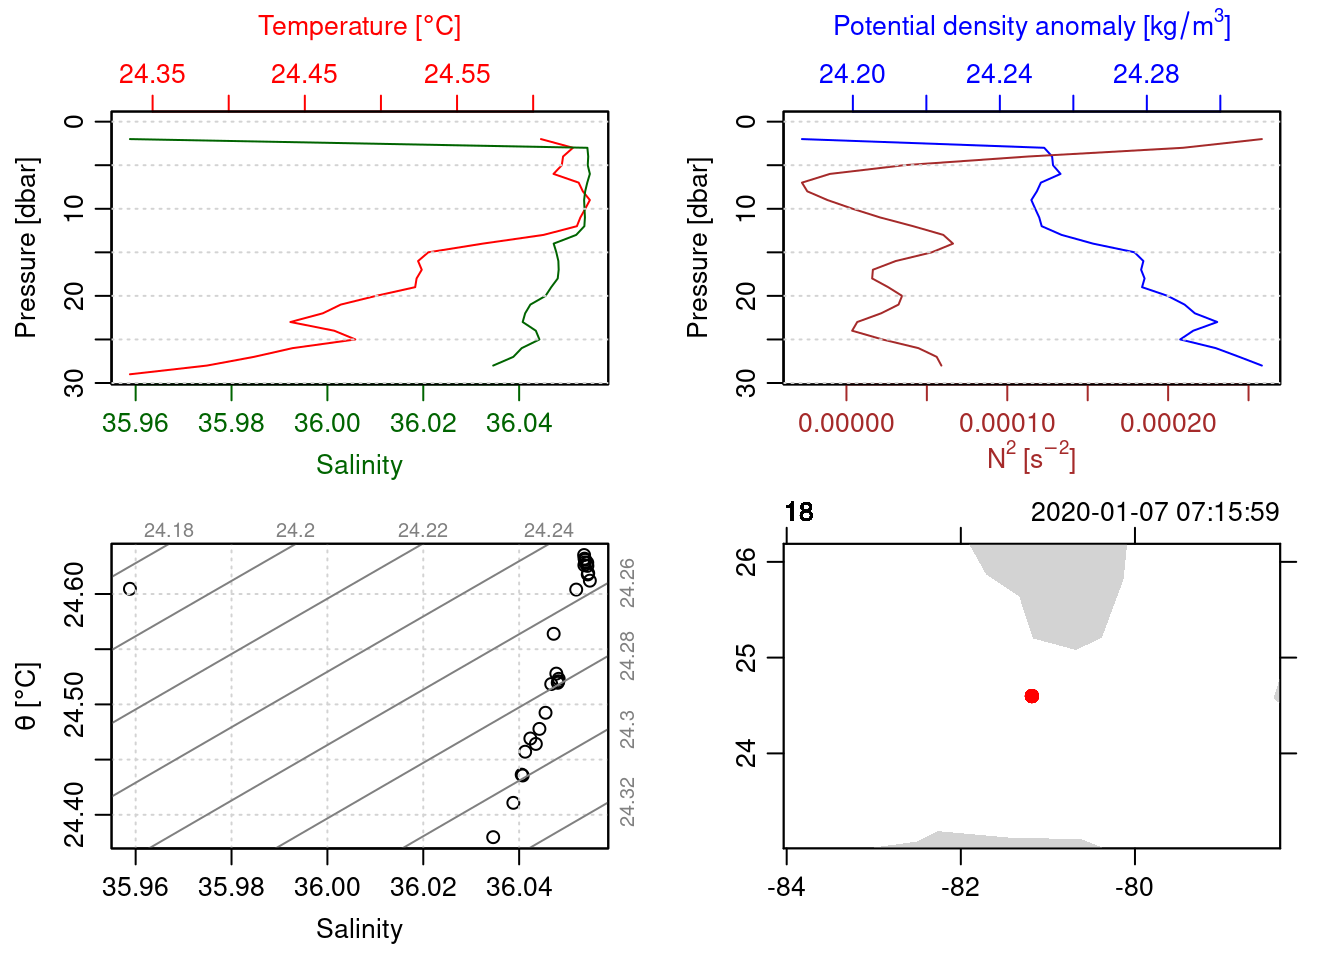 Temperature [°C]
24.35 24.45 24.55
Pressure [dbar]
0 10 20 30
35.96 35.98 36.00 36.02 36.04
Salinity
Potential density anomaly [kg/m³]
24.20 24.24 24.28
Pressure [dbar]
0 10 20 30
0.00000 0.00010 0.00020
N² [s⁻²]
24.18 24.2 24.22 24.24
24.26
24.28
24.3
24.32
θ [°C]
24.40 24.50 24.60
35.96 35.98 36.00 36.02 36.04
Salinity
18 2020-01-07 07:15:59
26
25
24
-84 -82 -80